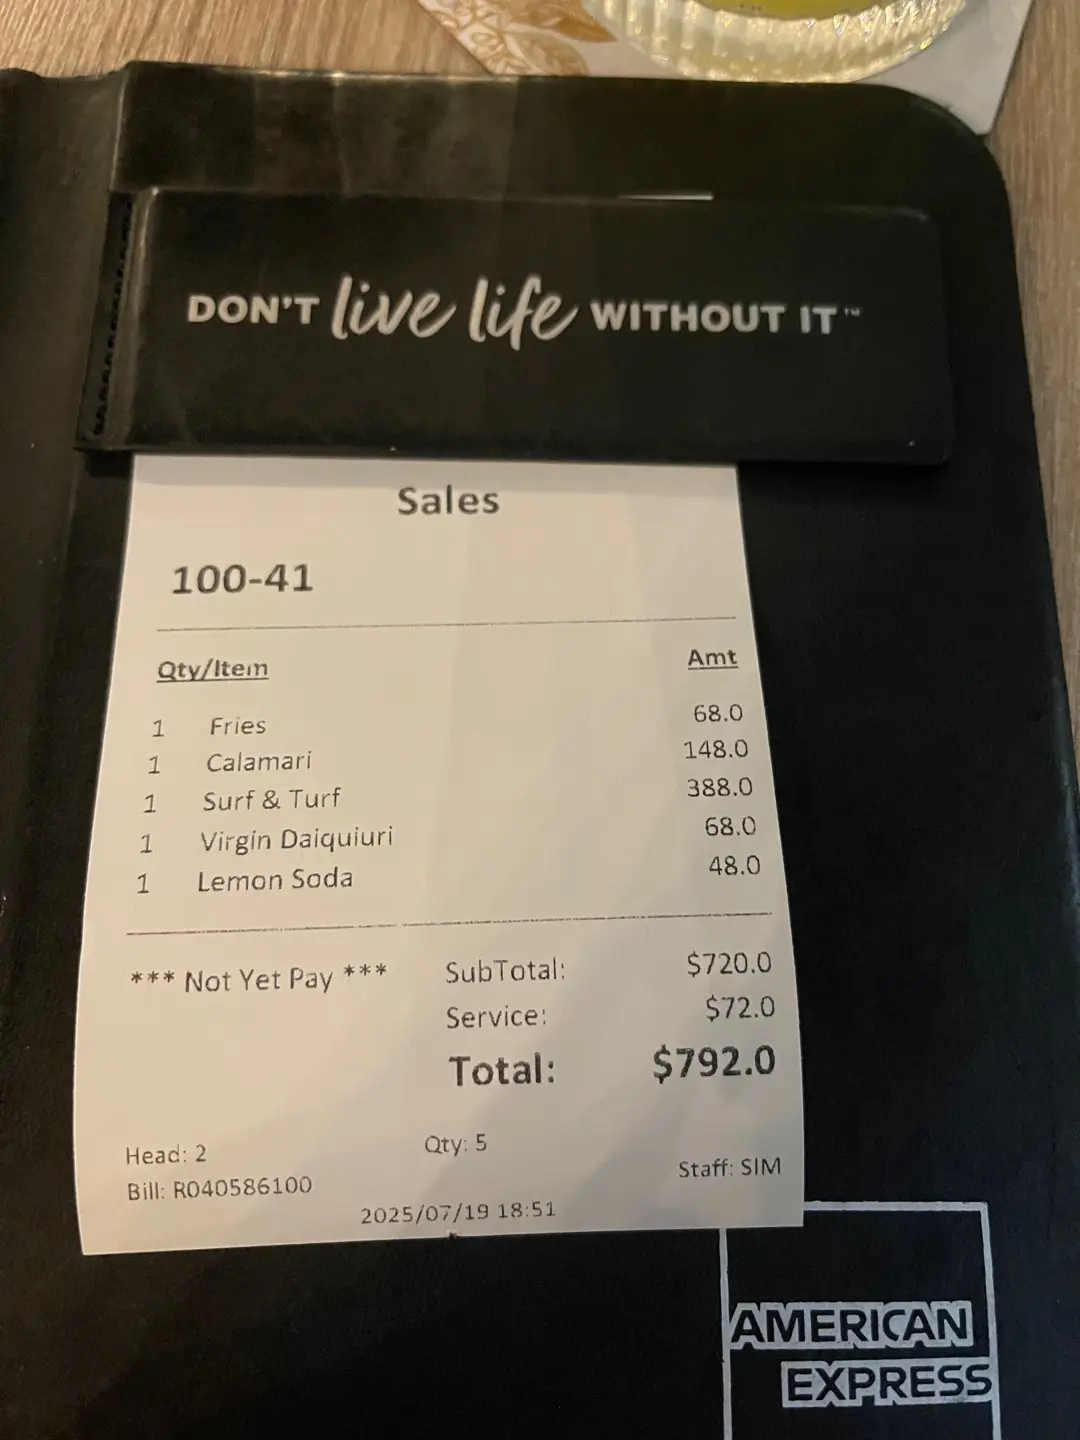 DON'T live life WITHOUT IT™
Sales
100-41
Qty/Item Amt
1 Fries 68.0
1 Calamari 148.0
1 Surf & Turf 388.0
1 Virgin Daiquiuri 68.0
1 Lemon Soda 48.0
*** Not Yet Pay *** SubTotal: $720.0
Service: $72.0
Total: $792.0
Head: 2 Qty: 5
Bill: R040586100 Staff: SIM
2025/07/19 18:51
AMERICAN
EXPRESS